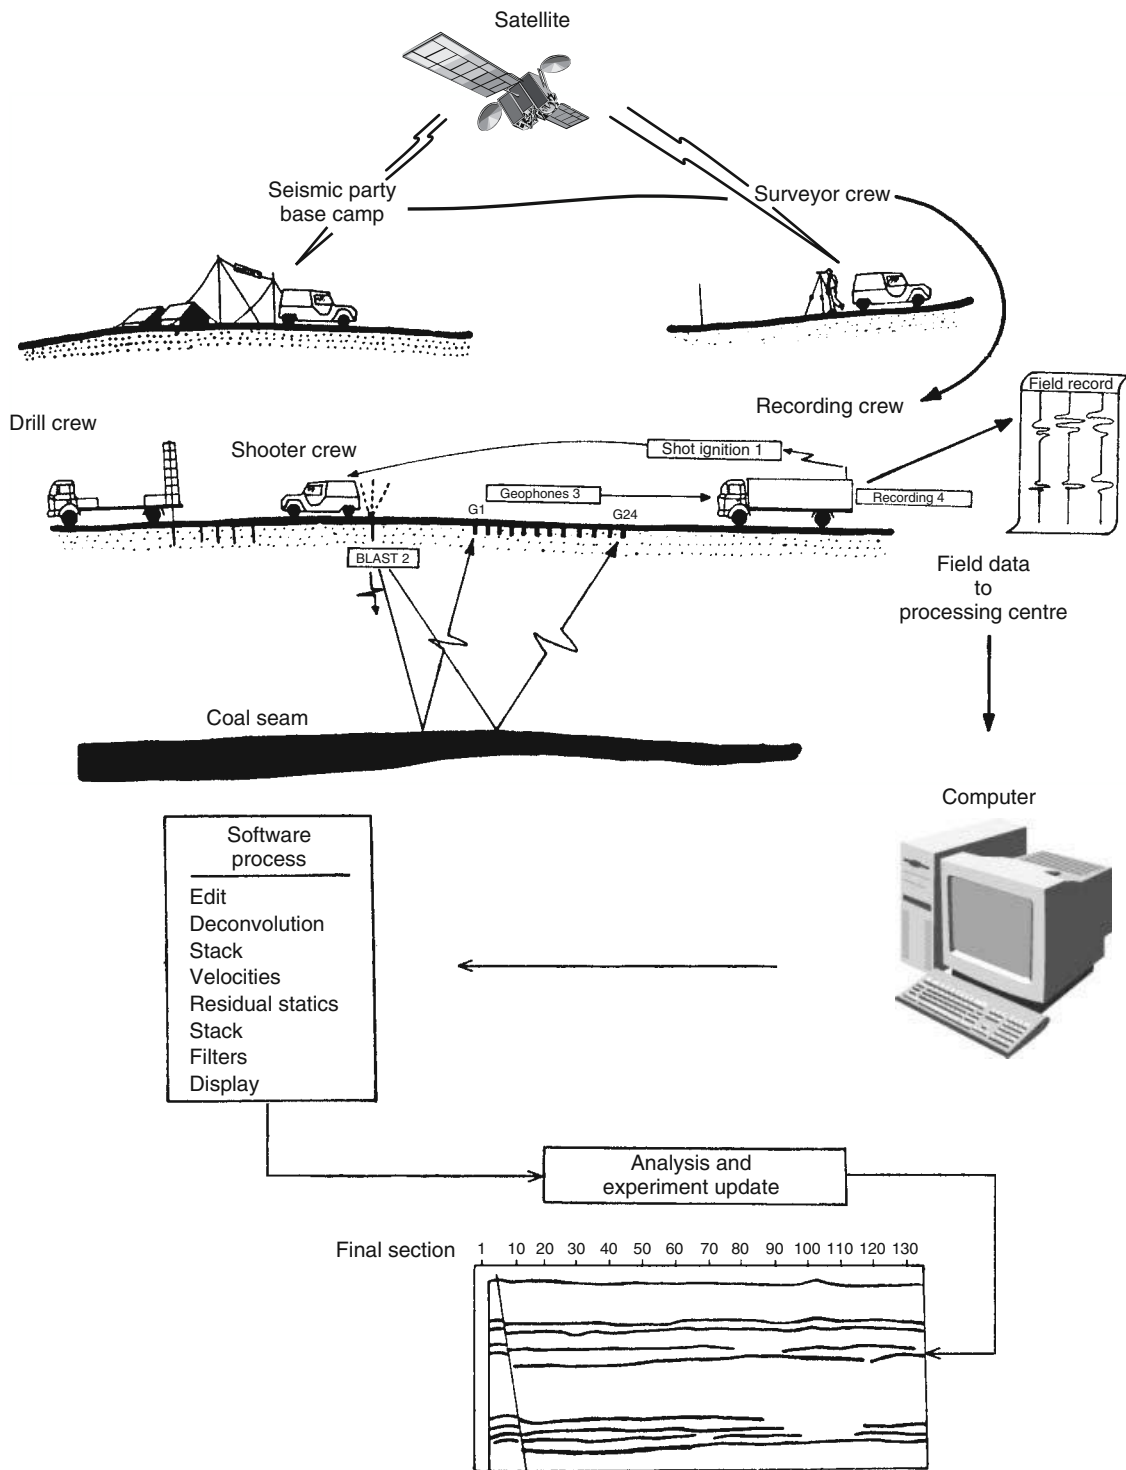 Satellite
Seismic party
base camp
Surveyor crew
Drill crew
Shooter crew
Recording crew
Field record
Shot ignition 1
Geophones 3
Recording 4
G1
G24
BLAST 2
Field data
to
processing centre
Coal seam
Computer
Software
process
Edit
Deconvolution
Stack
Velocities
Residual statics
Stack
Filters
Display
Analysis and
experiment update
Final section 1 10 20 30 40 50 60 70 80 90 100 110 120 130